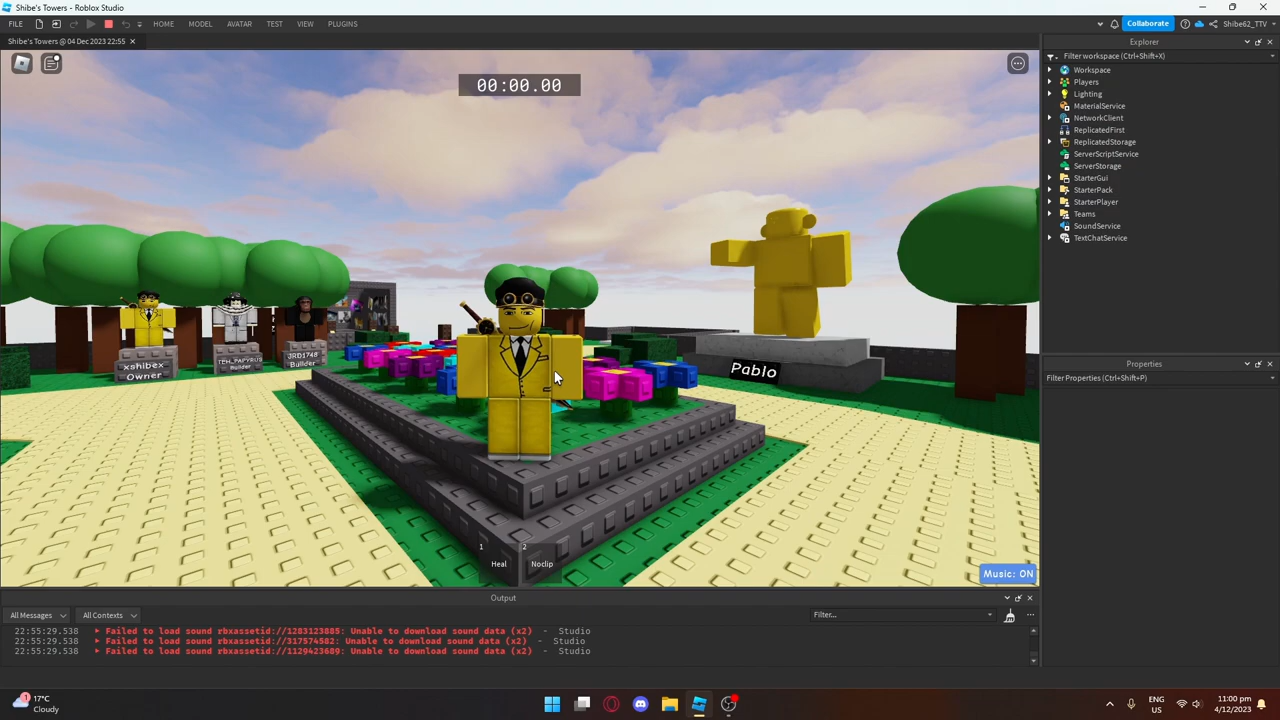 Shibe's Towers - Roblox Studio
FILE HOME MODEL AVATAR TEST VIEW PLUGINS Collaborate Shibe62_TTV
Shibe's Towers @ 04 Dec 2023 22:55
Explorer
Filter workspace (Ctrl+Shift+X)
Workspace
Players
Lighting
MaterialService
NetworkClient
ReplicatedFirst
ReplicatedStorage
ServerScriptService
ServerStorage
StarterGui
StarterPack
StarterPlayer
Teams
SoundService
TextChatService
Properties
Filter Properties (Ctrl+Shift+P)
00:00.00
xshibex
Owner
TEH_PAPYRUS
Builder
JRD1748
Builder
Pablo
1 2
Heal Noclip
Music: ON
Output
All Messages All Contexts Filter...
22:55:29.538 Failed to load sound rbxassetid://1283123885: Unable to download sound data (x2) - Studio
22:55:29.538 Failed to load sound rbxassetid://317574582: Unable to download sound data (x2) - Studio
22:55:29.538 Failed to load sound rbxassetid://1129423689: Unable to download sound data (x2) - Studio
1
17°C
Cloudy
ENG
US
11:00 pm
4/12/2023